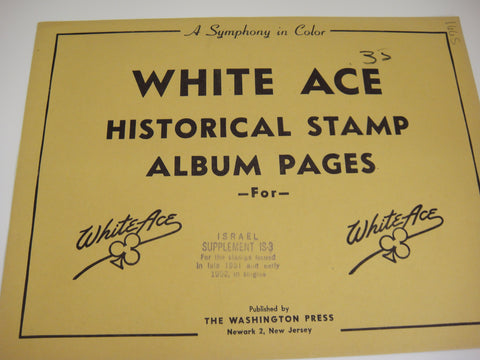 A Symphony in Color
1665
35
WHITE ACE
HISTORICAL STAMP
ALBUM PAGES
—For—
White-Ace
White-Ace
ISRAEL
SUPPLEMENT IS-3
For the stamps issued
in late 1951 and early
1952, in singles
Published by
THE WASHINGTON PRESS
Newark 2, New Jersey